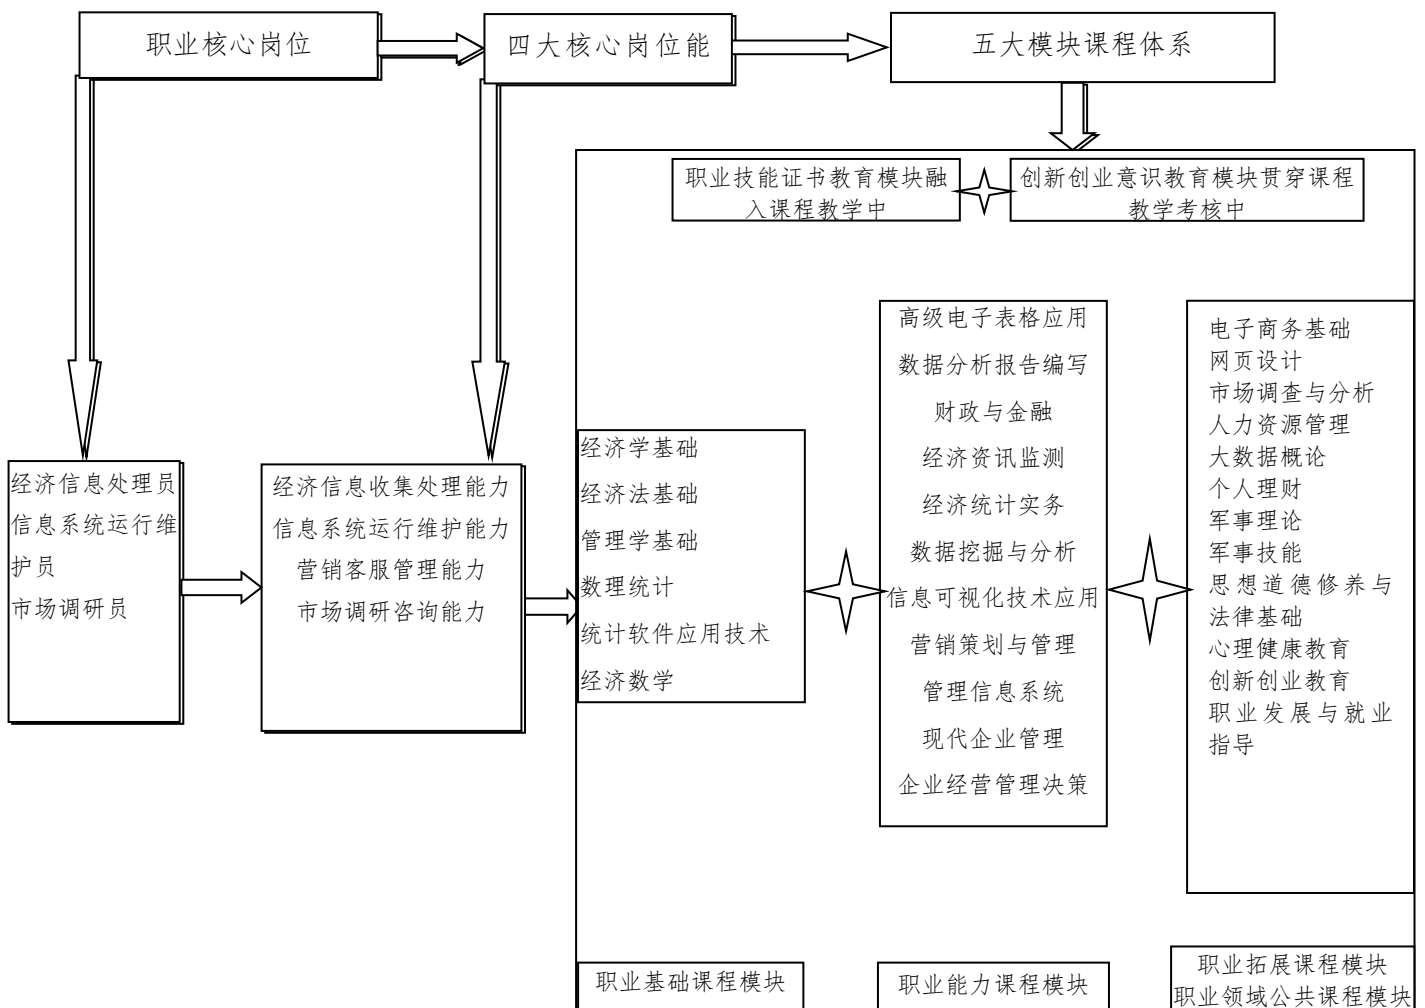 职业核心岗位
四大核心岗位能
五大模块课程体系
职业技能证书教育模块融
入课程教学中
创新创业意识教育模块贯穿课程
教学考核中
经济信息处理员
信息系统运行维
护员
市场调研员
经济信息收集处理能力
信息系统运行维护能力
营销客服管理能力
市场调研咨询能力
经济学基础
经济法基础
管理学基础
数理统计
统计软件应用技术
经济数学
高级电子表格应用
数据分析报告编写
财政与金融
经济资讯监测
经济统计实务
数据挖掘与分析
信息可视化技术应用
营销策划与管理
管理信息系统
现代企业管理
企业经营管理决策
电子商务基础
网页设计
市场调查与分析
人力资源管理
大数据概论
个人理财
军事理论
军事技能
思想道德修养与
法律基础
心理健康教育
创新创业教育
职业发展与就业
指导
职业基础课程模块
职业能力课程模块
职业拓展课程模块
职业领域公共课程模块